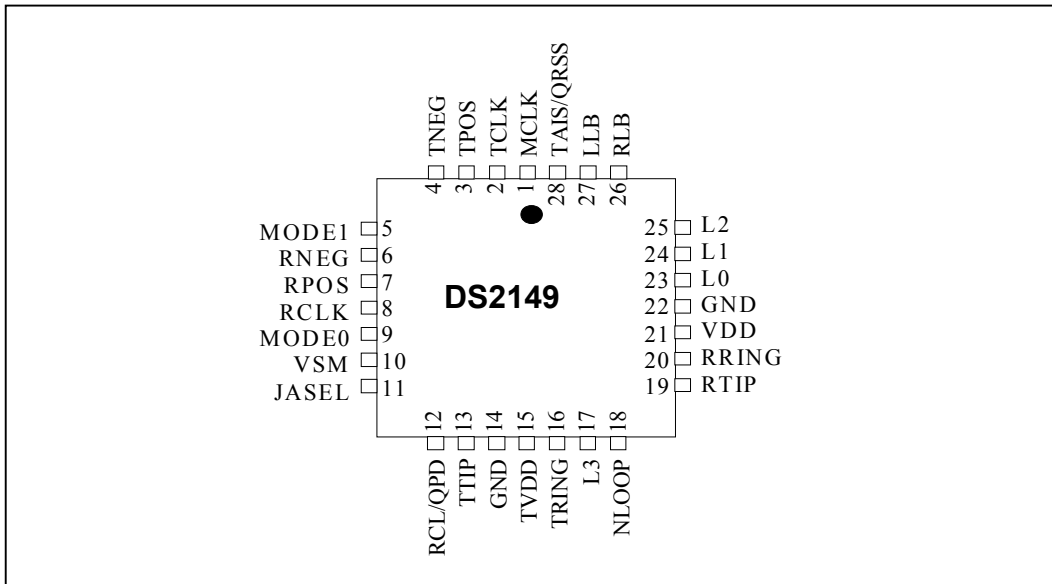 TNEG
TPOS
TCLK
MCLK
TAIS/QRSS
LLB
RLB
4
3
2
1
28
27
26
MODE1 5
RNEG 6
RPOS 7
RCLK 8
MODE0 9
VSM 10
JASEL 11
DS2149
25 L2
24 L1
23 L0
22 GND
21 VDD
20 RRING
19 RTIP
12
13
14
15
16
17
18
RCL/QPD
TTIP
GND
TVDD
TRING
L3
NLOOP